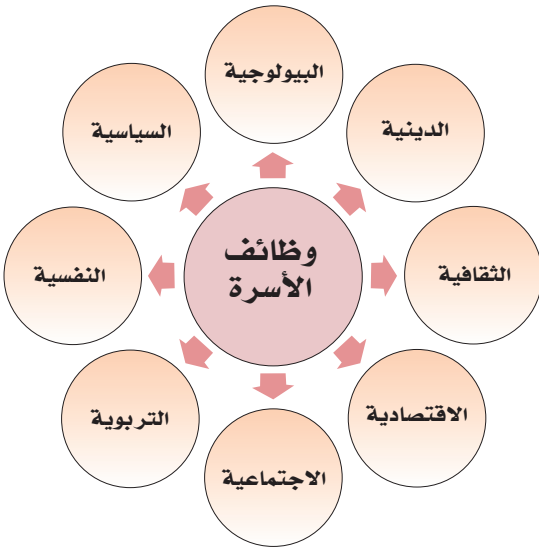 وظائف
الأسرة
البيولوجية
الدينية
الثقافية
الاقتصادية
الاجتماعية
التربوية
النفسية
السياسية